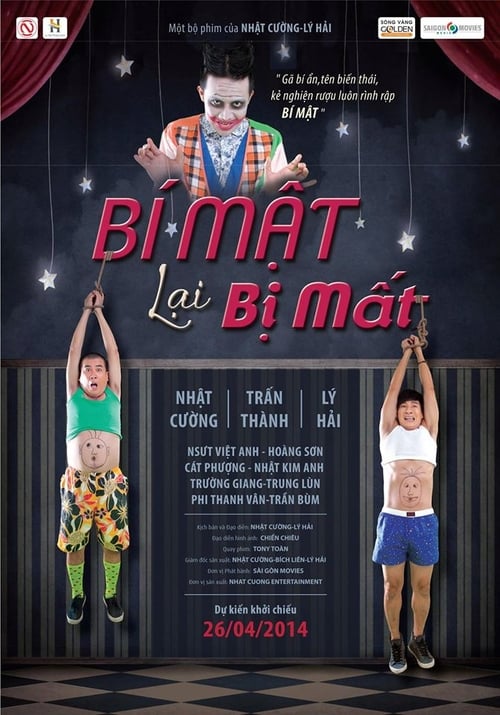 Một bộ phim của NHẬT CƯỜNG-LÝ HẢI
SÓNG VÀNG
GOLDEN
SAIGON MOVIES
MEDIA
" Gã bí ẩn,tên biến thái,
kẻ nghiện rượu luôn rình rập
BÍ MẬT "
BÍ MẬT
Lại Bị Mất
NHẬT CƯỜNG
TRẤN THÀNH
LÝ HẢI
NSƯT VIỆT ANH - HOÀNG SƠN
CÁT PHƯỢNG - NHẬT KIM ANH
TRƯỜNG GIANG-TRUNG LÙN
PHI THANH VÂN-TRẤN BÙM
Kịch bản và Đạo diễn: NHẬT CƯỜNG-LÝ HẢI
Đạo diễn hình ảnh: CHIẾN CHIÊU
Quay phim: TONY TOÀN
Giám đốc sản xuất: NHẬT CƯỜNG-BÍCH LIÊN-LÝ HẢI
Đơn vị Phát hành: SÀI GÒN MOVIES
Đơn vị sản xuất: NHAT CUONG ENTERTAINMENT
Dự kiến khởi chiếu
26/04/2014